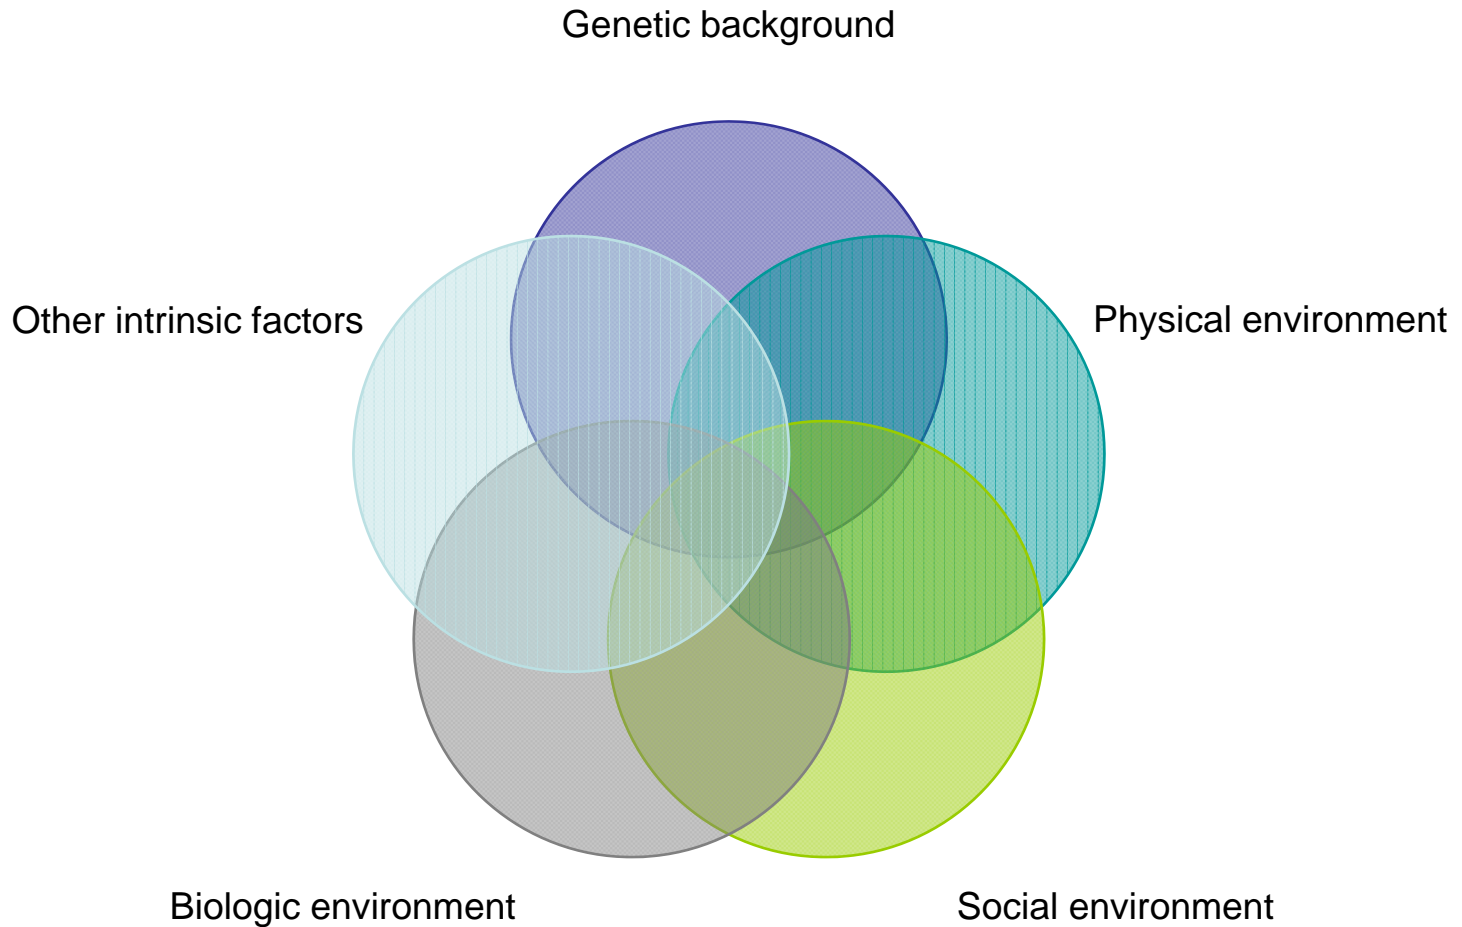 Genetic background
Other intrinsic factors
Physical environment
Biologic environment
Social environment